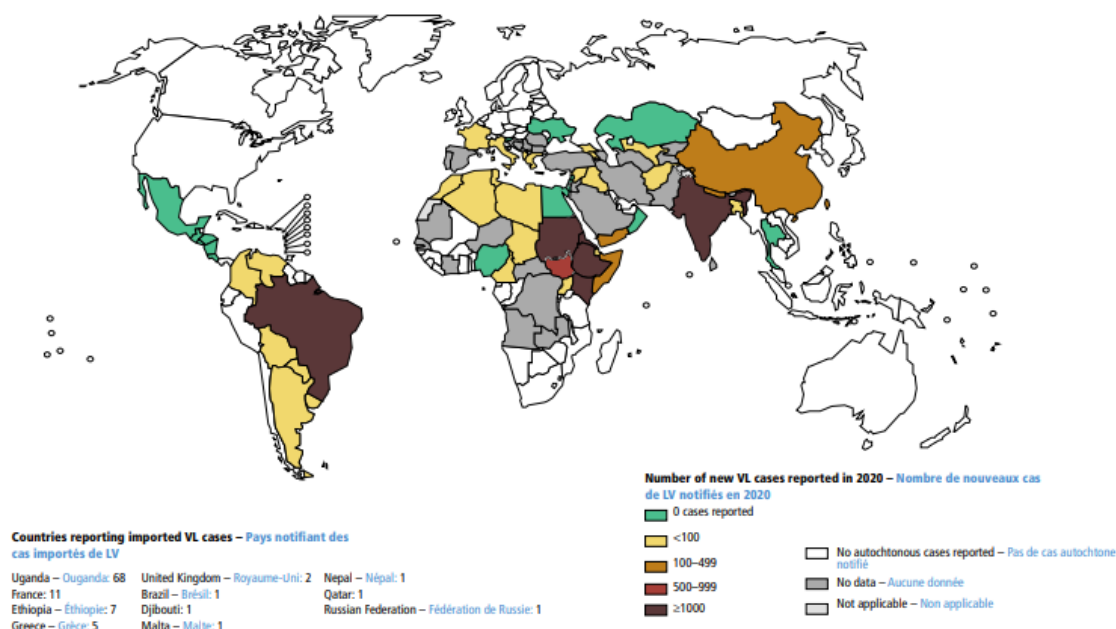 Number of new VL cases reported in 2020 – Nombre de nouveaux cas
de LV notifiés en 2020
0 cases reported
<100
100–499
500–999
≥1000
No autochtonous cases reported – Pas de cas autochtone
notifié
No data – Aucune donnée
Not applicable – Non applicable
Countries reporting imported VL cases – Pays notifiant des
cas importés de LV
Uganda – Ouganda: 68
France: 11
Ethiopia – Éthiopie: 7
Greece – Grèce: 5
United Kingdom – Royaume-Uni: 2
Brazil – Brésil: 1
Djibouti: 1
Malta – Malte: 1
Nepal – Népal: 1
Qatar: 1
Russian Federation – Fédération de Russie: 1